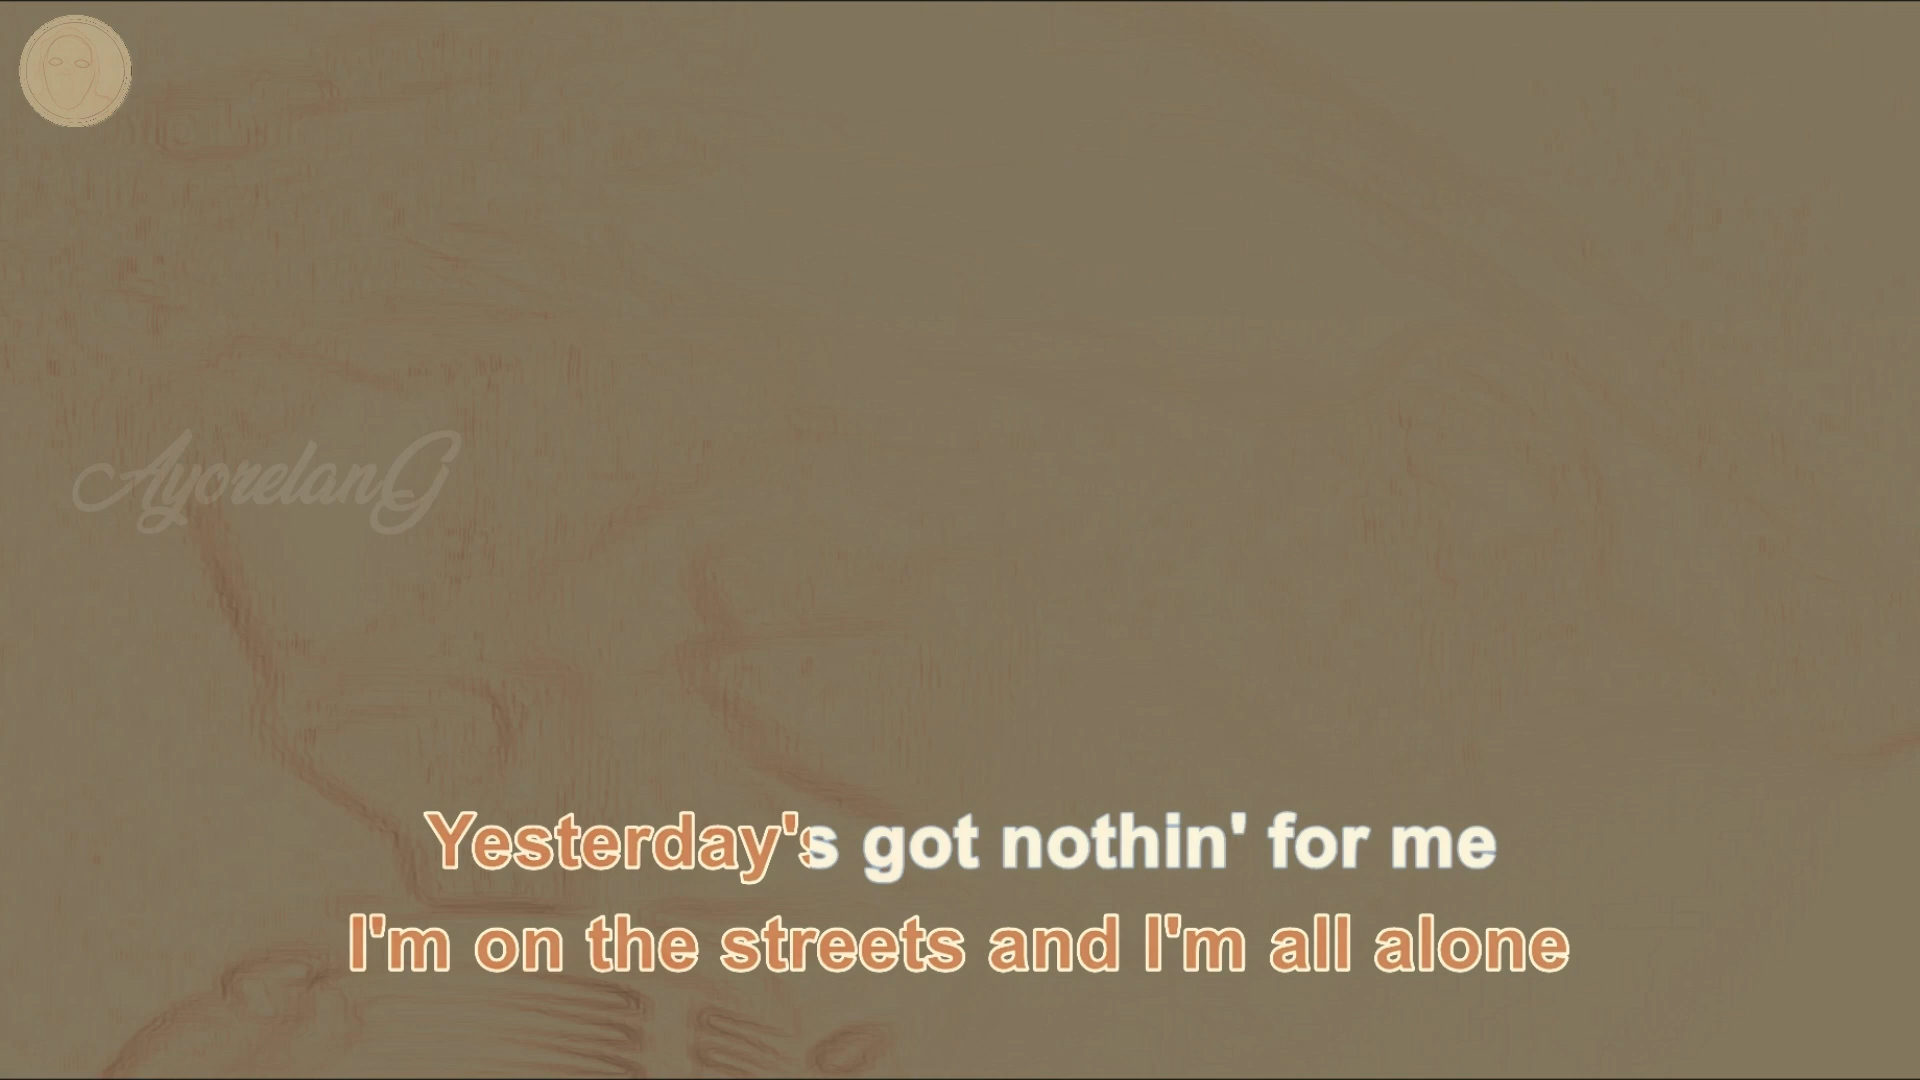 AyorelanG
Yesterday's got nothin' for me
I'm on the streets and I'm all alone